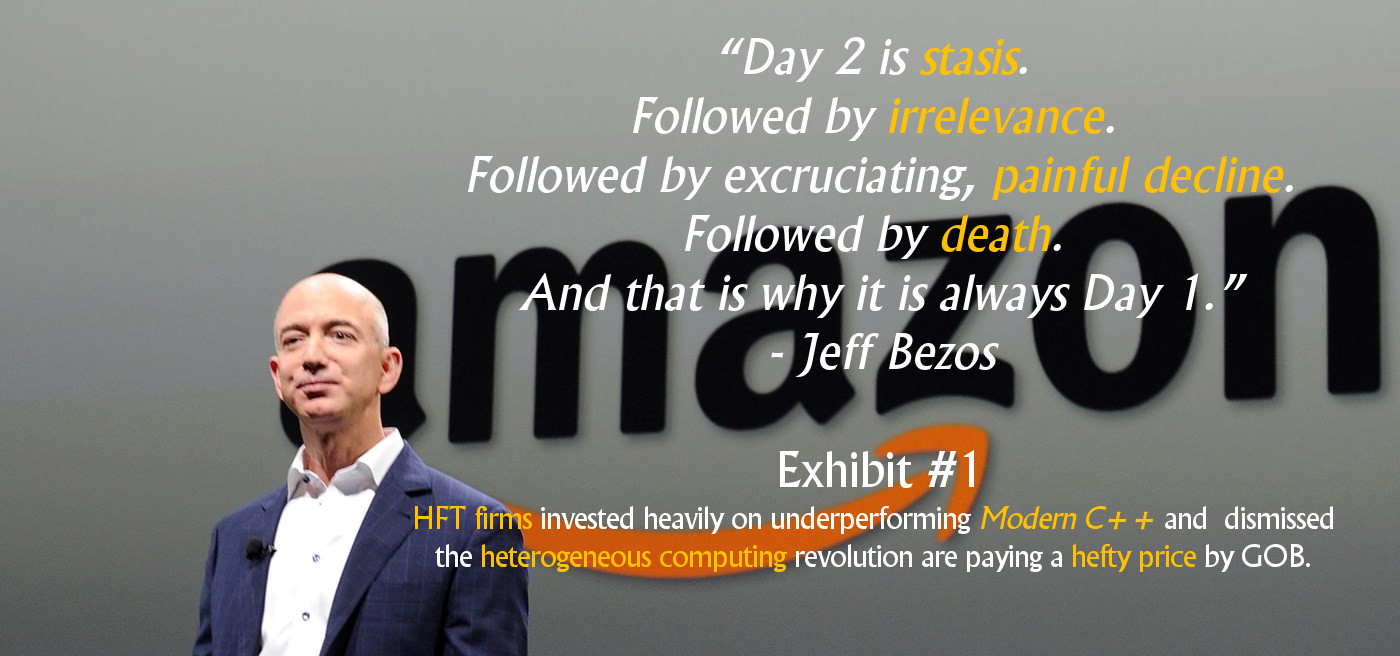 “Day 2 is stasis.
Followed by irrelevance.
Followed by excruciating, painful decline.
Followed by death.
And that is why it is always Day 1.”
- Jeff Bezos
amazon
Exhibit #1
HFT firms invested heavily on underperforming Modern C++ and dismissed
the heterogeneous computing revolution are paying a hefty price by GOB.